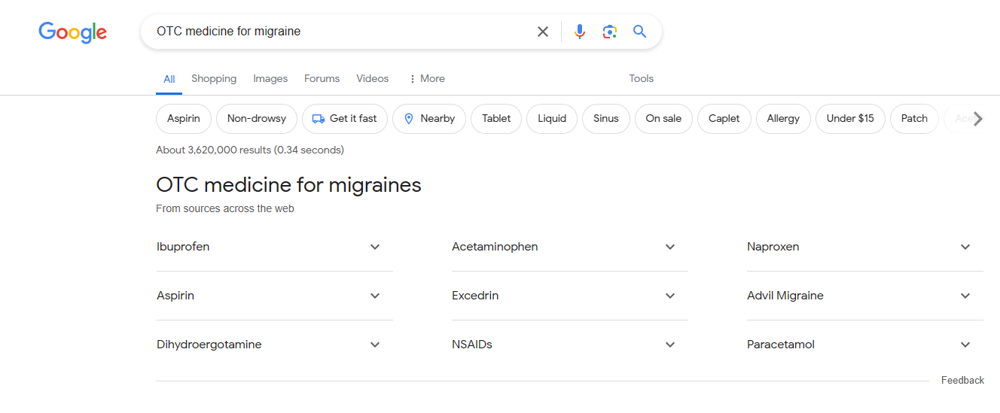 Google OTC medicine for migraine
All Shopping Images Forums Videos More Tools
Aspirin Non-drowsy Get it fast Nearby Tablet Liquid Sinus On sale Caplet Allergy Under $15 Patch
About 3,620,000 results (0.34 seconds)
OTC medicine for migraines
From sources across the web
Ibuprofen Acetaminophen Naproxen
Aspirin Excedrin Advil Migraine
Dihydroergotamine NSAIDs Paracetamol
Feedback